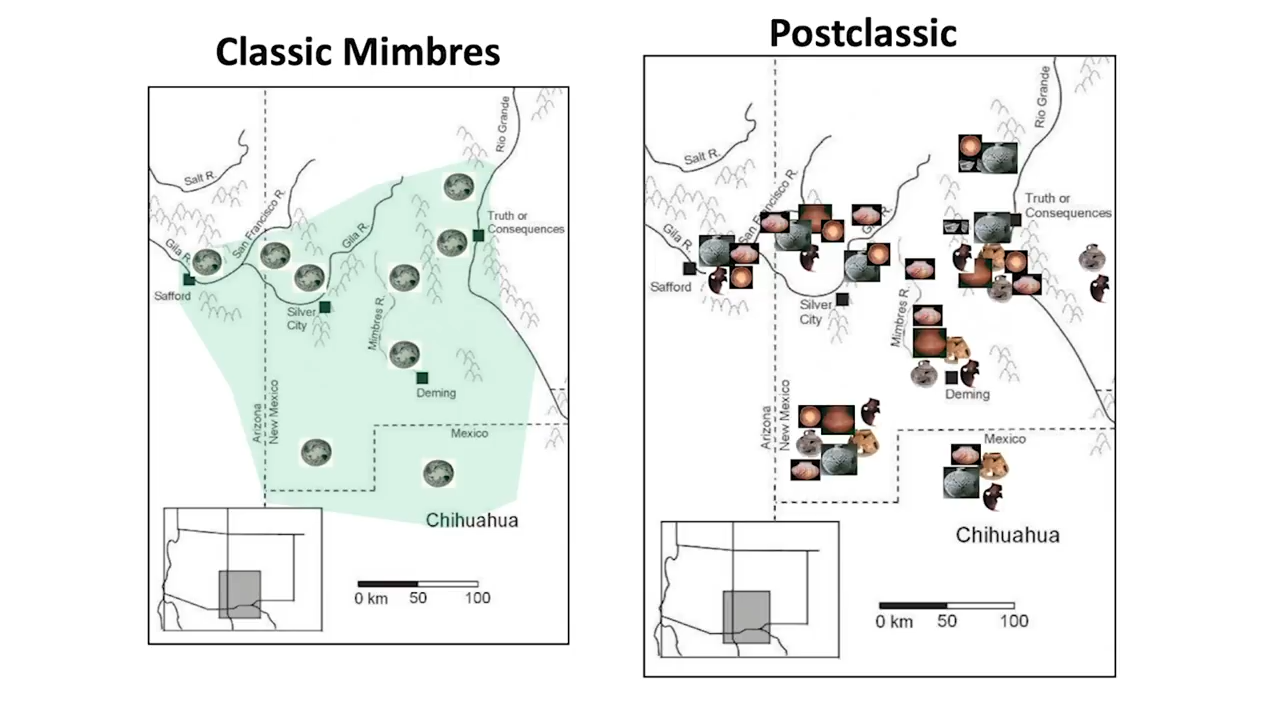 Classic Mimbres
Rio Grande
Salt R.
San Francisco R.
Gila R.
Gila R.
Truth or
Consequences
Safford
Silver
City
Mimbres R.
Deming
Arizona
New Mexico
Mexico
Chihuahua
0 km 50 100
Postclassic
Rio Grande
Salt R.
San Francisco R.
Gila R.
R.
Truth or
Consequences
Safford
Silver
City
Mimbres R.
Deming
Arizona
New Mexico
Mexico
Chihuahua
0 km 50 100